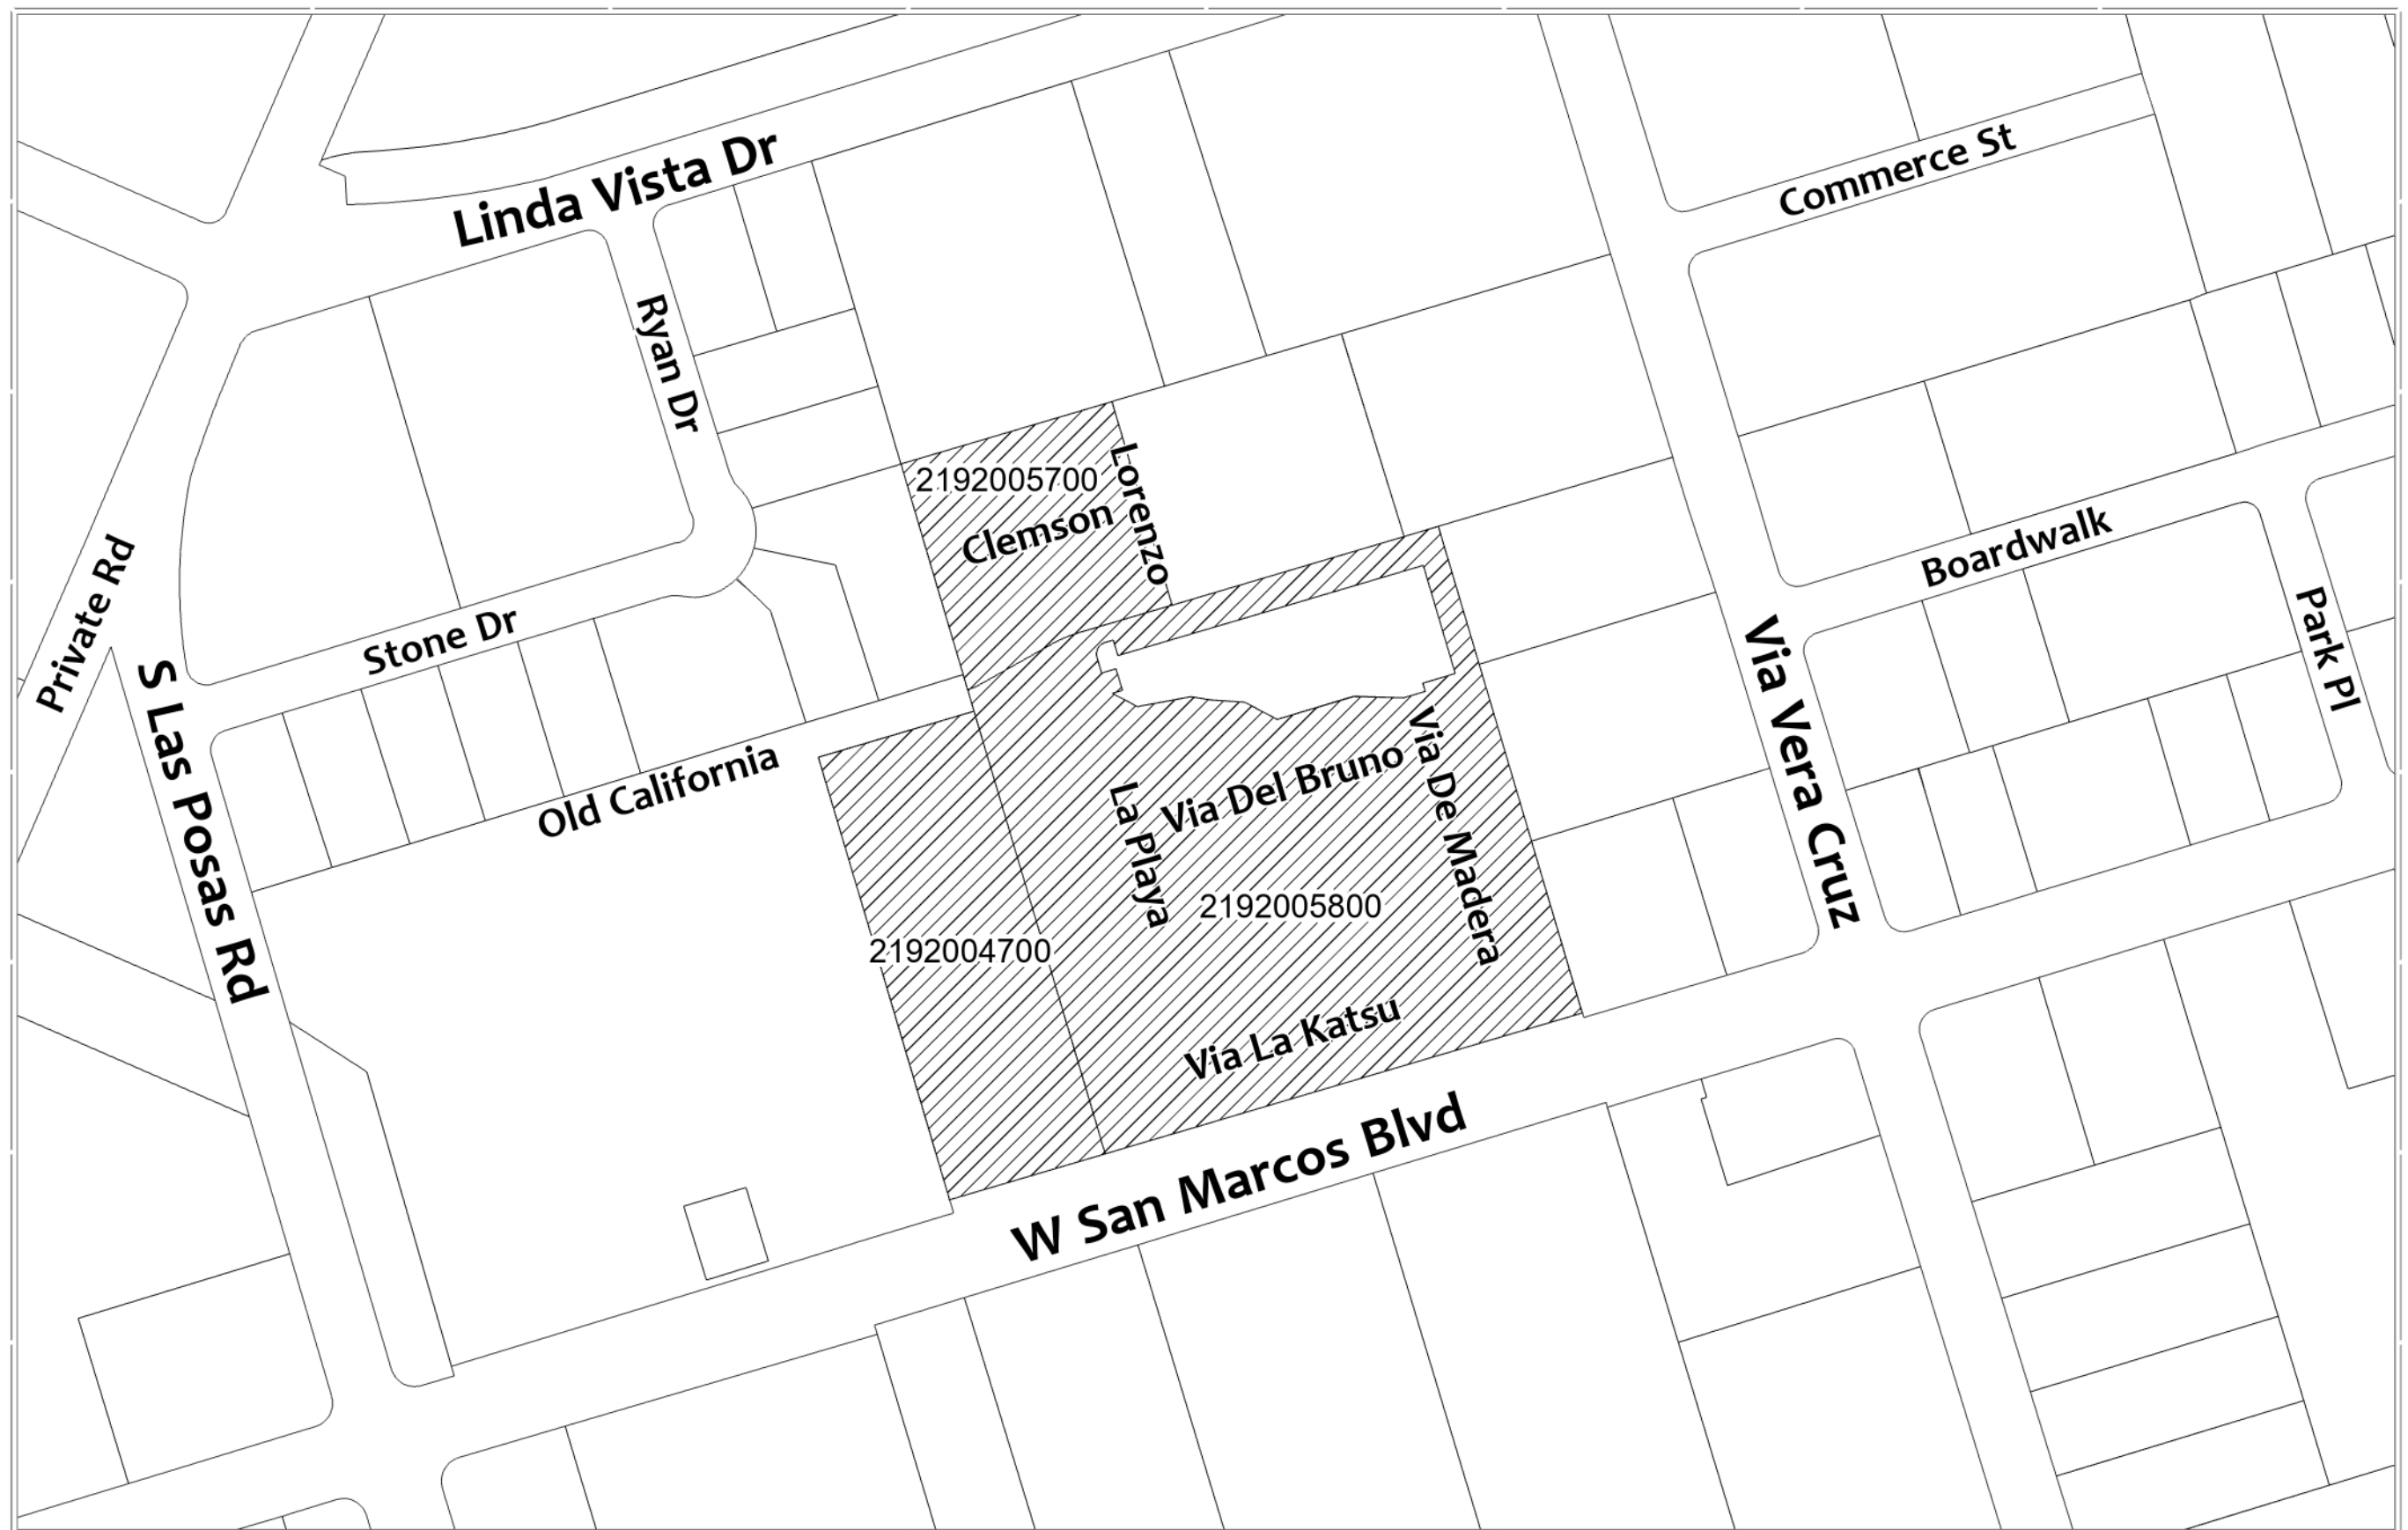 Linda Vista Dr
Commerce St
Ryan Dr
2192005700
Lorenzo
Clemson
Boardwalk
Private Rd
Stone Dr
Park Pl
S Las Posas Rd
Via Vera Cruz
Old California
Via Del Bruno
Via De Madera
La Playa
2192005800
2192004700
Via La Katsu
W San Marcos Blvd